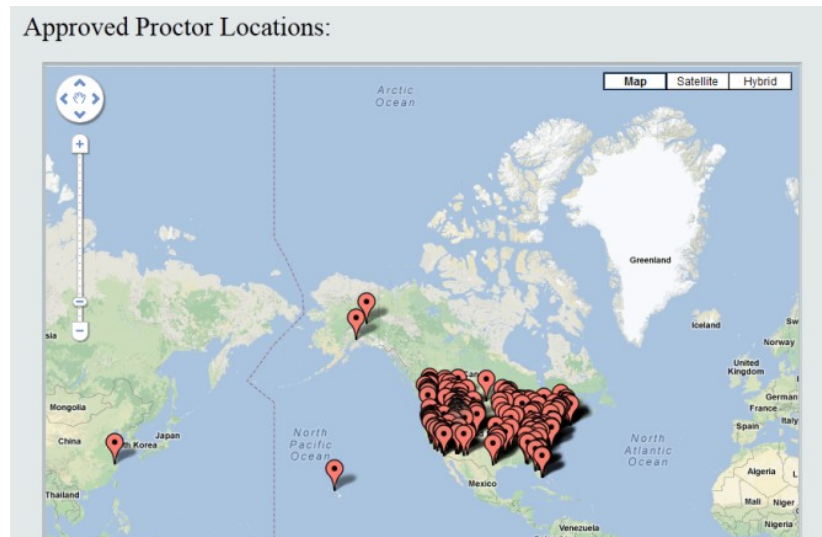 Approved Proctor Locations:
Map Satellite Hybrid
Arctic
Ocean
Greenland
Iceland
Norway
United
Kingdom
German
France
Italy
Spain
Mongolia
China
Japan
Korea
North
Pacific
Ocean
North
Atlantic
Ocean
Mexico
Algeria
Thailand
Mali Niger
Nigeria
Venezuela